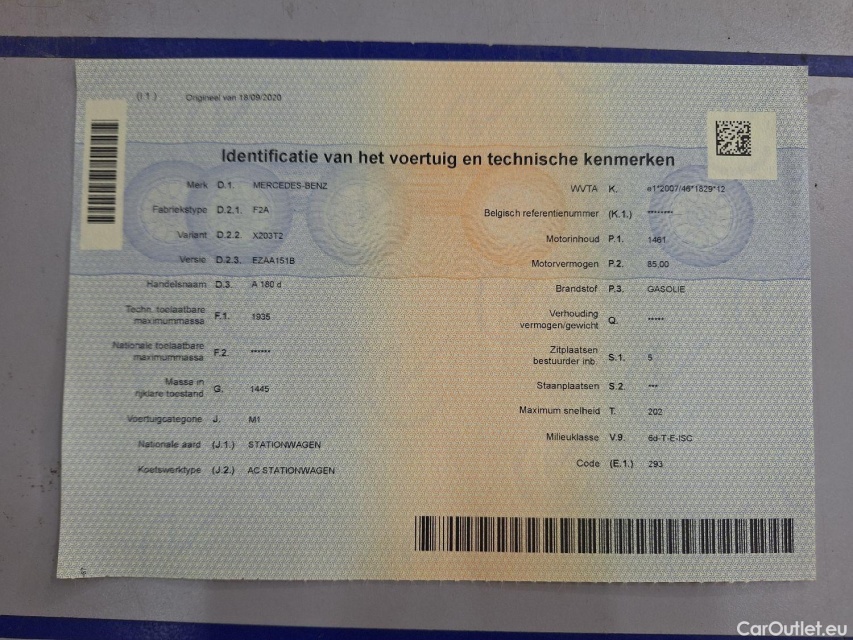 (I 1.) Origineel van 18/09/2020
Identificatie van het voertuig en technische kenmerken
Merk D.1. MERCEDES-BENZ
Fabriekstype D.2.1. F2A
Variant D.2.2. X203T2
Versie D.2.3. EZAA151B
Handelsnaam D.3. A 180 d
Techn. toelaatbare
maximummassa F.1. 1935
Nationale toelaatbare
maximummassa F.2. ******
Massa in
rijklare toestand G. 1445
Voertuigcategorie J. M1
Nationale aard (J.1.) STATIONWAGEN
Koetswerktype (J.2.) AC STATIONWAGEN
WVTA K. e1*2007/46*1829*12
Belgisch referentienummer (K.1.) ********
Motorinhoud P.1. 1461
Motorvermogen P.2. 85,00
Brandstof P.3. GASOLIE
Verhouding
vermogen/gewicht Q. *****
Zitplaatsen
bestuurder inb. S.1. 5
Staanplaatsen S.2. ***
Maximum snelheid T. 202
Milieuklasse V.9. 6d-T-E-ISC
Code (E.1.) 293
CarOutlet.eu